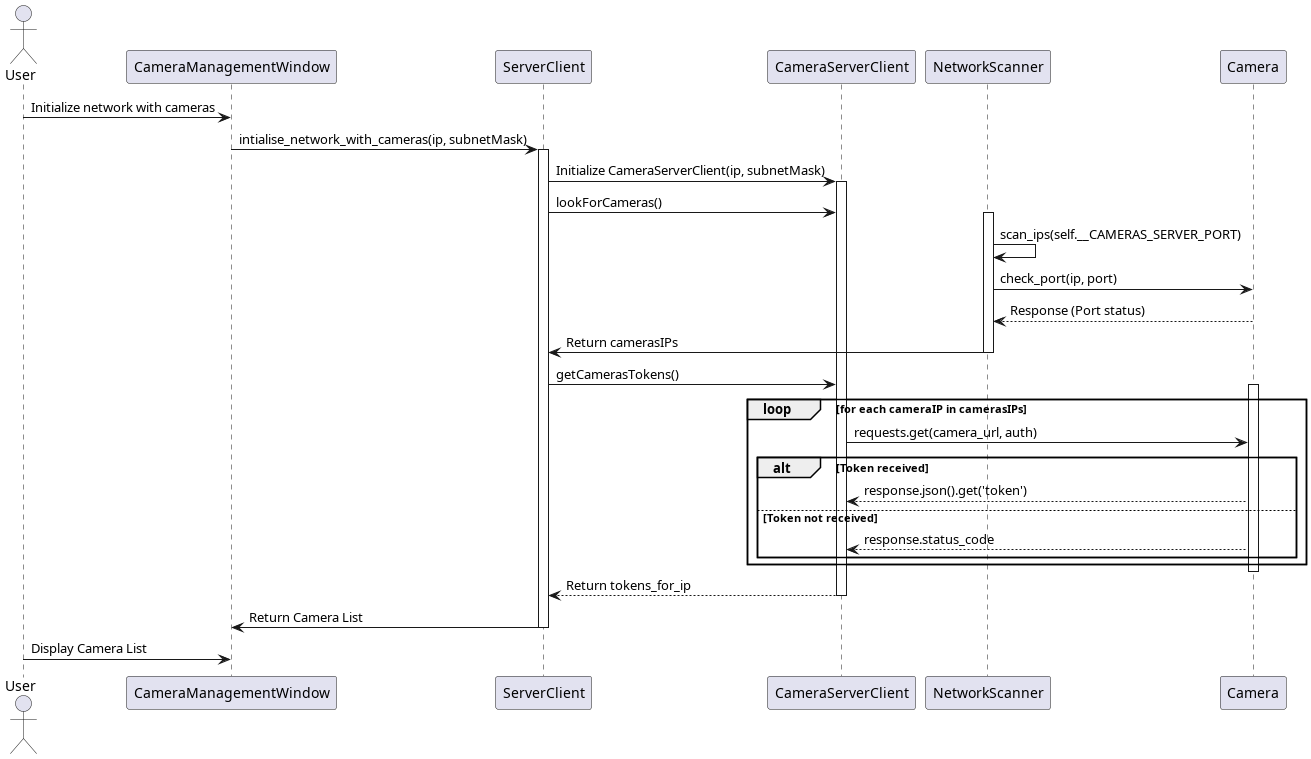 User
CameraManagementWindow
ServerClient
CameraServerClient
NetworkScanner
Camera
Initialize network with cameras
intialise_network_with_cameras(ip, subnetMask)
Initialize CameraServerClient(ip, subnetMask)
lookForCameras()
scan_ips(self.__CAMERAS_SERVER_PORT)
check_port(ip, port)
Response (Port status)
Return camerasIPs
getCamerasTokens()
loop
[for each cameraIP in camerasIPs]
requests.get(camera_url, auth)
alt
[Token received]
response.json().get('token')
[Token not received]
response.status_code
Return tokens_for_ip
Return Camera List
Display Camera List
User
CameraManagementWindow
ServerClient
CameraServerClient
NetworkScanner
Camera